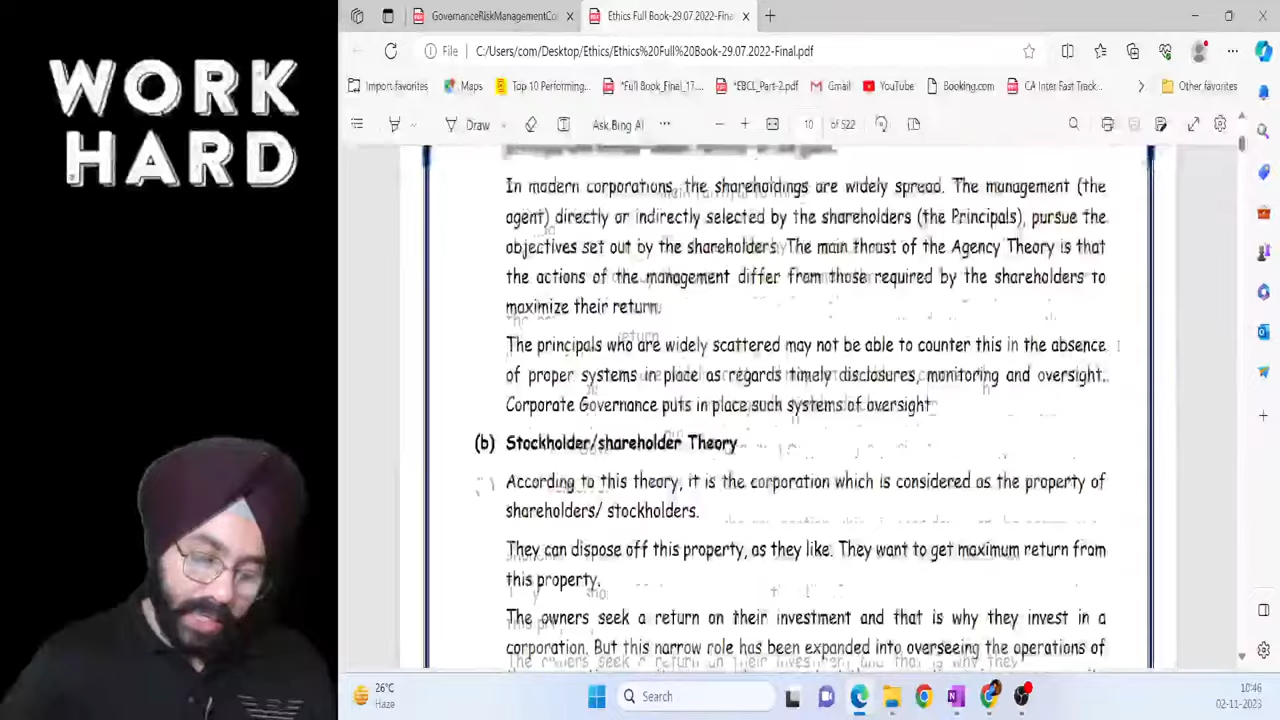 WORK
HARD
GovernanceRiskManagementCo
Ethics Full Book-29.07.2022-Fina
File
C:/Users/com/Desktop/Ethics/Ethics%20Full%20Book-29.07.2022-Final.pdf
Import favorites
Maps
Top 10 Performing...
*Full Book_Final_17...
*EBCL_Part-2.pdf
Gmail
YouTube
Booking.com
CA Inter Fast Track...
Other favorites
Draw
Ask Bing AI
10
of 522
In modern corporations, the shareholdings are widely spread. The management (the
agent) directly or indirectly selected by the shareholders (the Principals), pursue the
objectives set out by the shareholders. The main thrust of the Agency Theory is that
the actions of the management differ from those required by the shareholders to
maximize their return.
The principals who are widely scattered may not be able to counter this in the absence
of proper systems in place as regards timely disclosures, monitoring and oversight.
Corporate Governance puts in place such systems of oversight
(b) Stockholder/shareholder Theory
According to this theory, it is the corporation which is considered as the property of
shareholders/ stockholders.
They can dispose off this property, as they like. They want to get maximum return from
this property.
The owners seek a return on their investment and that is why they invest in a
corporation. But this narrow role has been expanded into overseeing the operations of
26°C
Haze
Search
10:46
02-11-2023